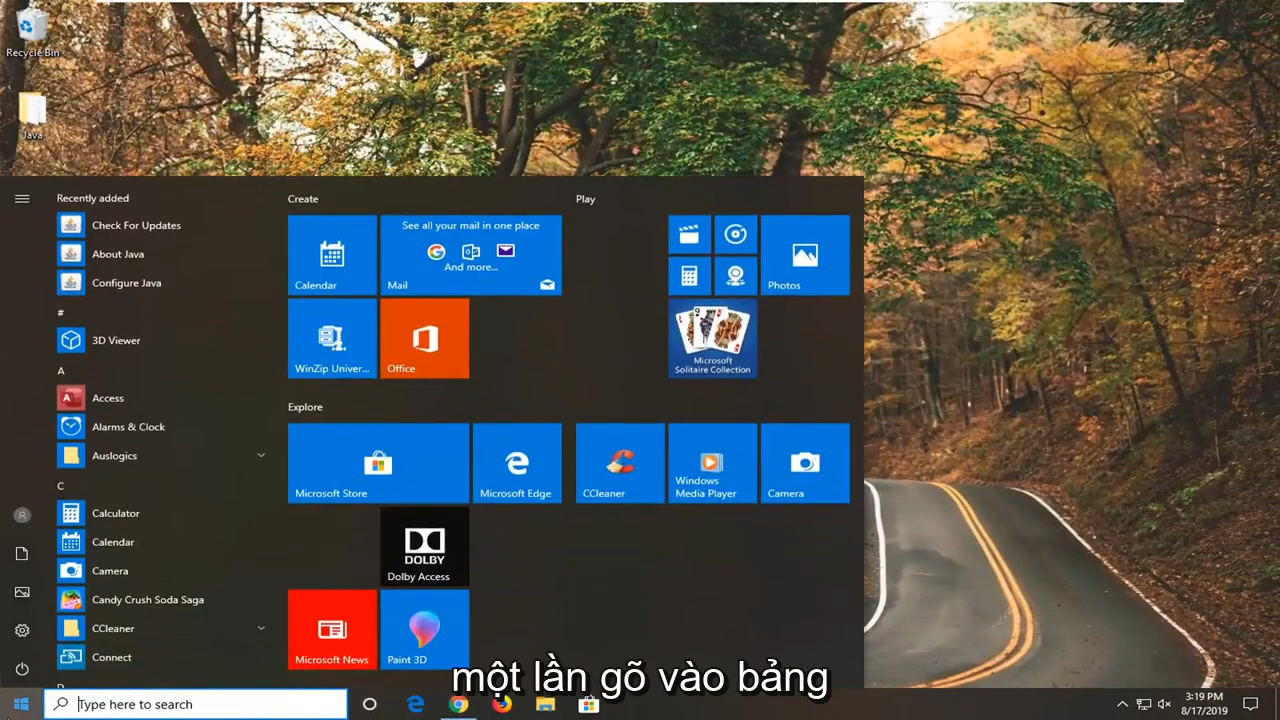 Recycle Bin
Java
Recently added
Check For Updates
About Java
Configure Java
#
3D Viewer
A
Access
Alarms & Clock
Auslogics
C
Calculator
Calendar
Camera
Candy Crush Soda Saga
CCleaner
Connect
Create
See all your mail in one place
And more...
Calendar
Mail
WinZip Univer...
Office
Explore
Microsoft Store
Microsoft Edge
DOLBY
Dolby Access
Microsoft News
Paint 3D
Play
Photos
Microsoft
Solitaire Collection
CCleaner
Windows
Media Player
Camera
một lần gõ vào bảng
Type here to search
3:19 PM
8/17/2019